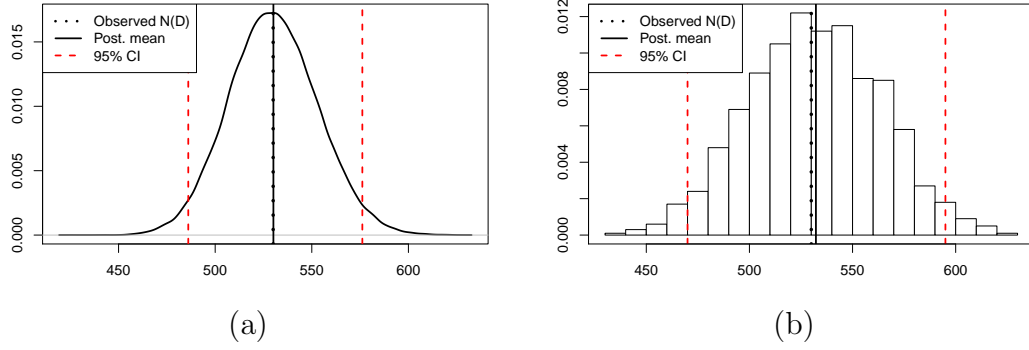 Observed N(D)
Post. mean
95% CI
0.015
0.010
0.005
0.000
450 500 550 600
(a)
Observed N(D)
Post. mean
95% CI
0.012
0.008
0.004
0.000
450 500 550 600
(b)